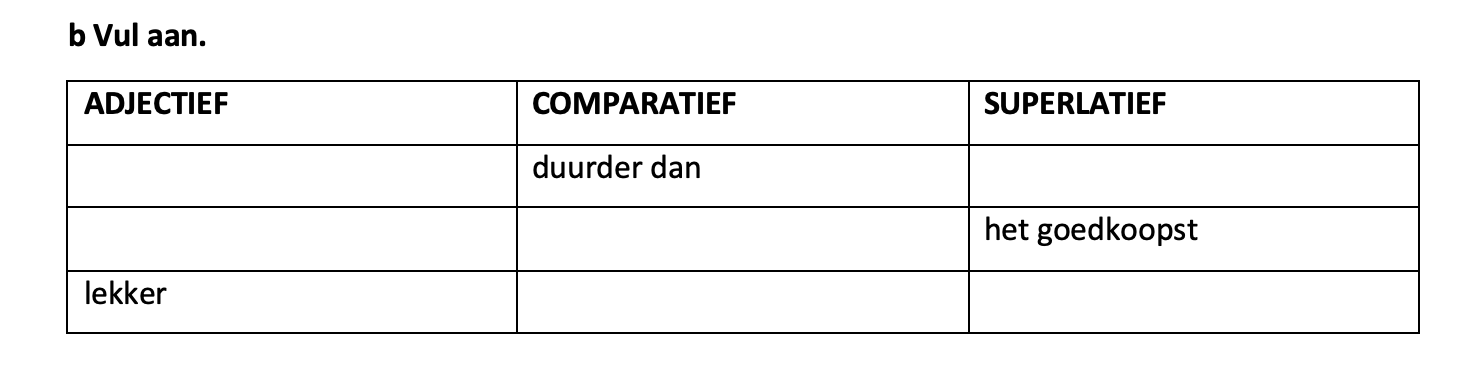 b Vul aan.
ADJECTIEF COMPARATIEF SUPERLATIEF
duurder dan
het goedkoopst
lekker